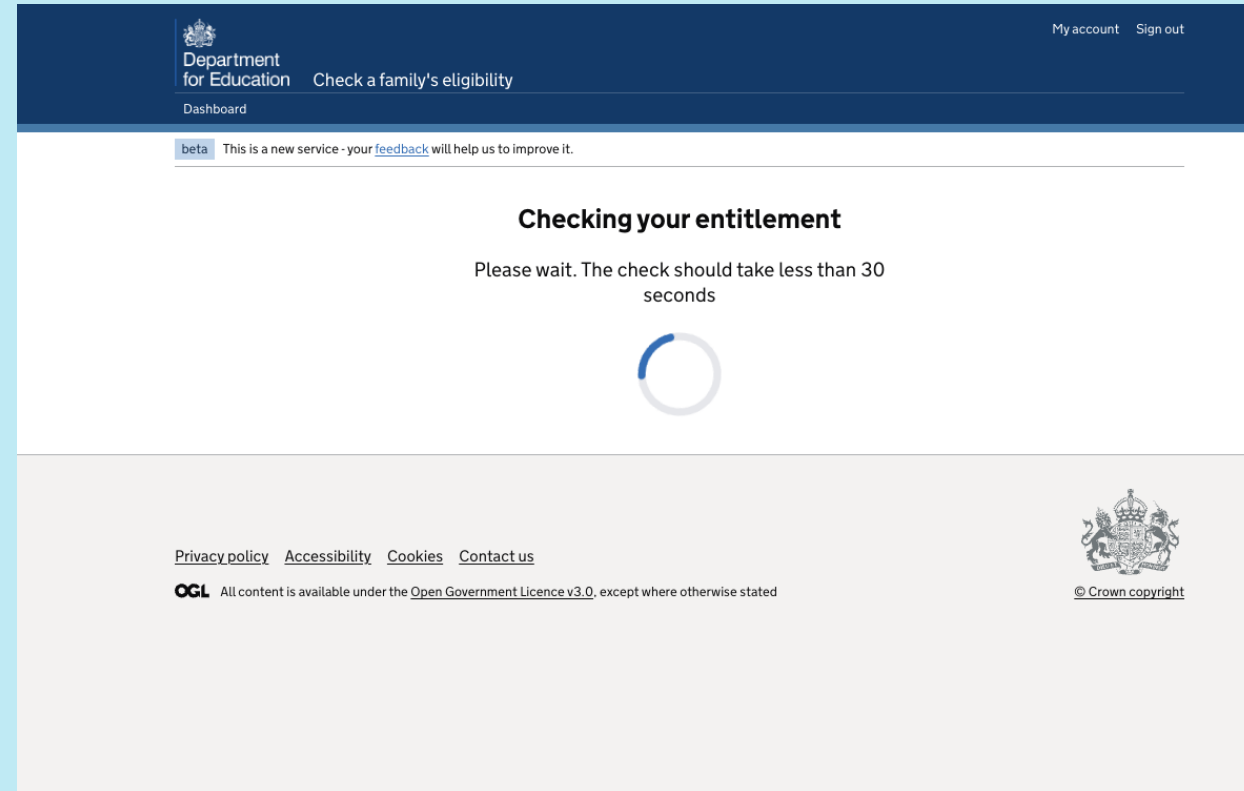 My account Sign out
Department
for Education Check a family's eligibility
Dashboard
beta This is a new service - your feedback will help us to improve it.
Checking your entitlement
Please wait. The check should take less than 30
seconds
Privacy policy Accessibility Cookies Contact us
OGL All content is available under the Open Government Licence v3.0, except where otherwise stated
© Crown copyright